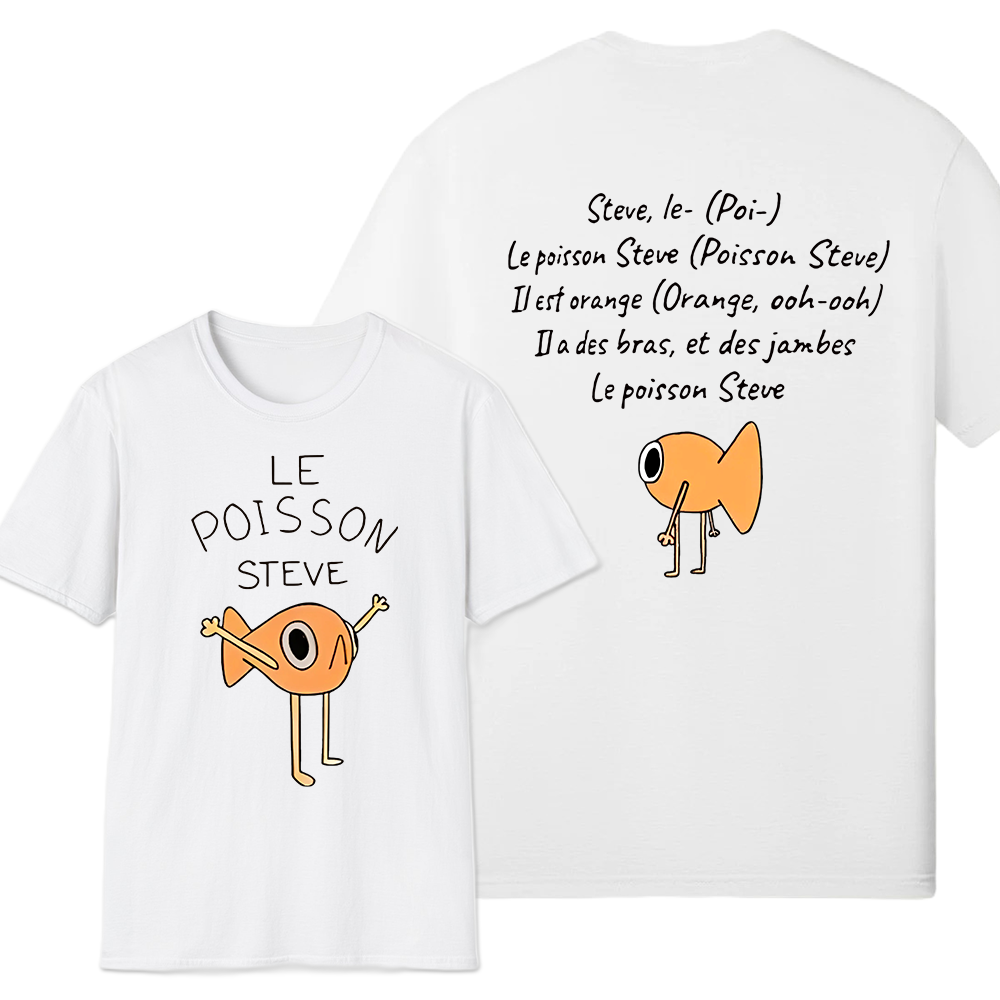 LE
POISSON
STEVE
Steve, le- (Poi-)
Le poisson Steve (Poisson Steve)
Il est orange (Orange, ooh-ooh)
Il a des bras, et des jambes
Le poisson Steve